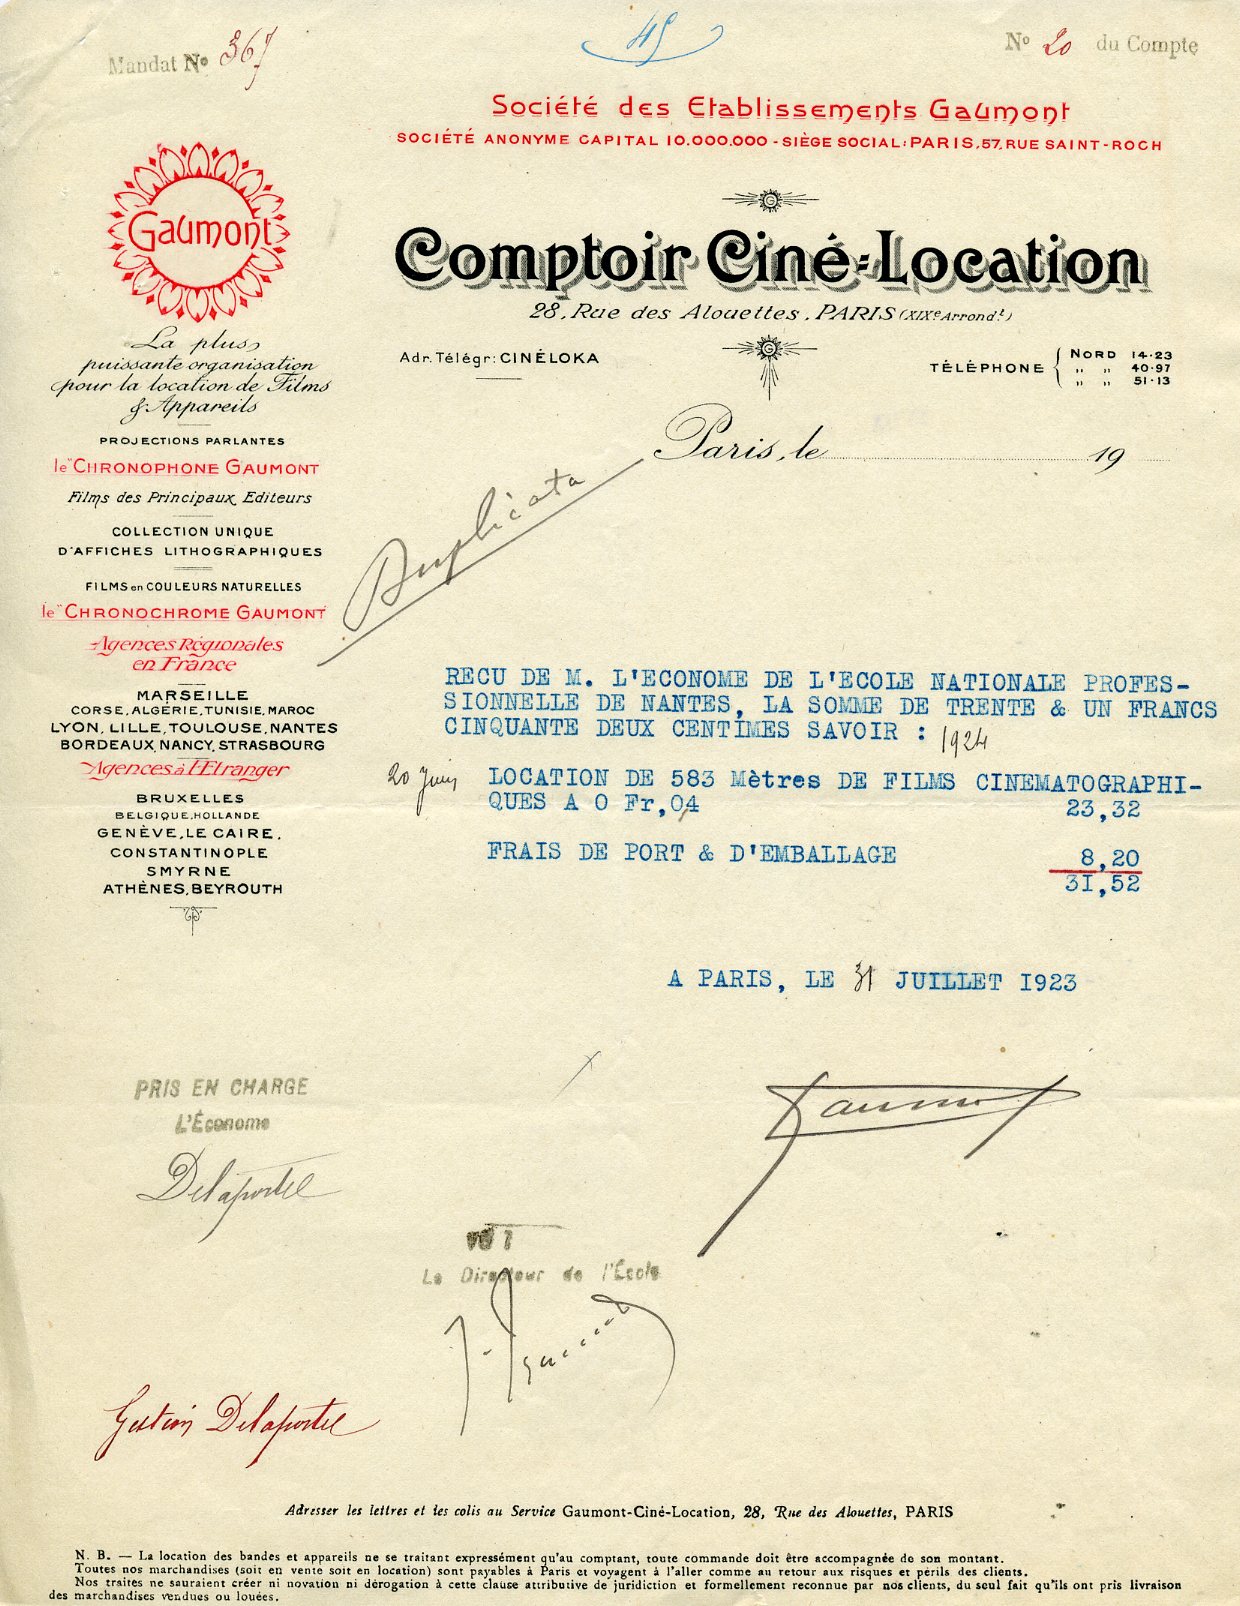 Mandat Nº 367
45
Nº 20 du Compte
Société des Etablissements Gaumont
SOCIÉTÉ ANONYME CAPITAL 10.000.000 - SIÈGE SOCIAL: PARIS, 57, RUE SAINT-ROCH
Gaumont
Comptoir Ciné-Location
28, Rue des Alouettes, PARIS (XIXe Arrondt)
Adr. Télégr: CINÉLOKA
TÉLÉPHONE { NORD 14-23
" " 40-97
" " 51-13
La plus
puissante organisation
pour la location de Films
& Appareils
PROJECTIONS PARLANTES
le "CHRONOPHONE GAUMONT
Films des Principaux Editeurs
COLLECTION UNIQUE
D'AFFICHES LITHOGRAPHIQUES
FILMS en COULEURS NATURELLES
le "CHRONOCHROME GAUMONT
Agences Régionales
en France
MARSEILLE
CORSE, ALGÉRIE, TUNISIE, MAROC
LYON, LILLE, TOULOUSE, NANTES
BORDEAUX, NANCY, STRASBOURG
Agences à l'Etranger
BRUXELLES
BELGIQUE, HOLLANDE
GENÈVE, LE CAIRE,
CONSTANTINOPLE
SMYRNE
ATHÈNES, BEYROUTH
Paris, le 19
Duplicata
RECU DE M. L'ECONOME DE L'ECOLE NATIONALE PROFES-
SIONNELLE DE NANTES, LA SOMME DE TRENTE & UN FRANCS
CINQUANTE DEUX CENTIMES SAVOIR : 1924
20 Juin LOCATION DE 583 Mètres DE FILMS CINEMATOGRAPHI-
QUES A 0 Fr,04 23,32
FRAIS DE PORT & D'EMBALLAGE 8,20
31,52
A PARIS, LE 31 JUILLET 1923
Gaumont
PRIS EN CHARGE
L'Économe
Delaportel
Le Directeur de l'École
Gestion Delaportel
Adresser les lettres et les colis au Service Gaumont-Ciné-Location, 28, Rue des Alouettes, PARIS
N. B. — La location des bandes et appareils ne se traitant expressément qu'au comptant, toute commande doit être accompagnée de son montant.
Toutes nos marchandises (soit en vente soit en location) sont payables à Paris et voyagent à l'aller comme au retour aux risques et périls des clients.
Nos traites ne sauraient créer ni novation ni dérogation à cette clause attributive de juridiction et formellement reconnue par nos clients, du seul fait qu'ils ont pris livraison
des marchandises vendues ou louées.